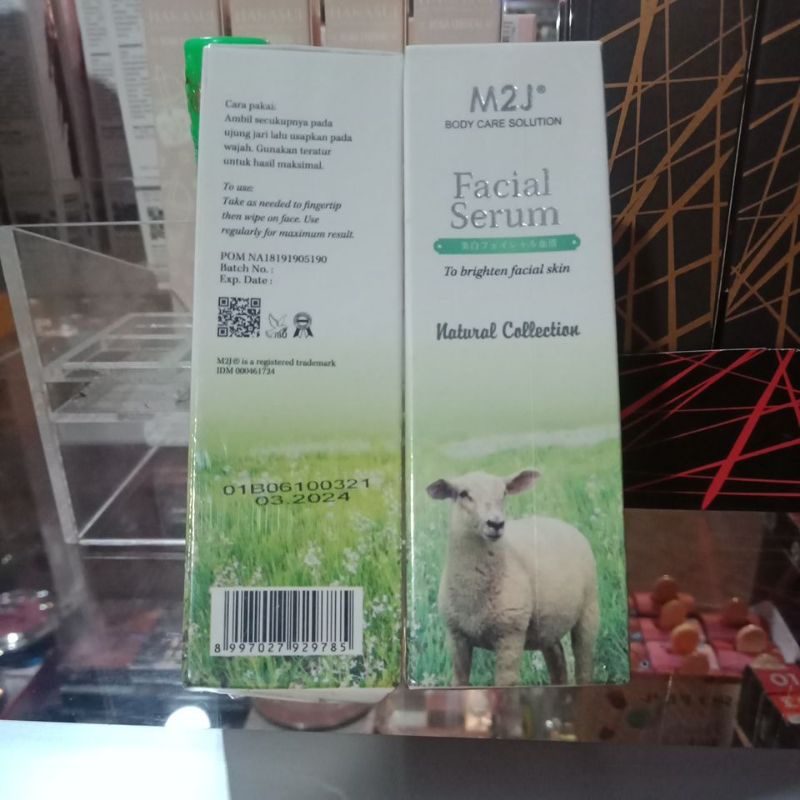 Cara pakai:
Ambil secukupnya pada
ujung jari lalu usapkan pada
wajah. Gunakan teratur
untuk hasil maksimal.
To use:
Take as needed to fingertip
then wipe on face. Use
regularly for maximum result.
POM NA18191905190
Batch No. :
Exp. Date :
ISO
M2J® is a registered trademark
IDM 000461734
01B06100321
03.2024
8 997027 929785
M2J®
BODY CARE SOLUTION
Facial
Serum
To brighten facial skin
Natural Collection